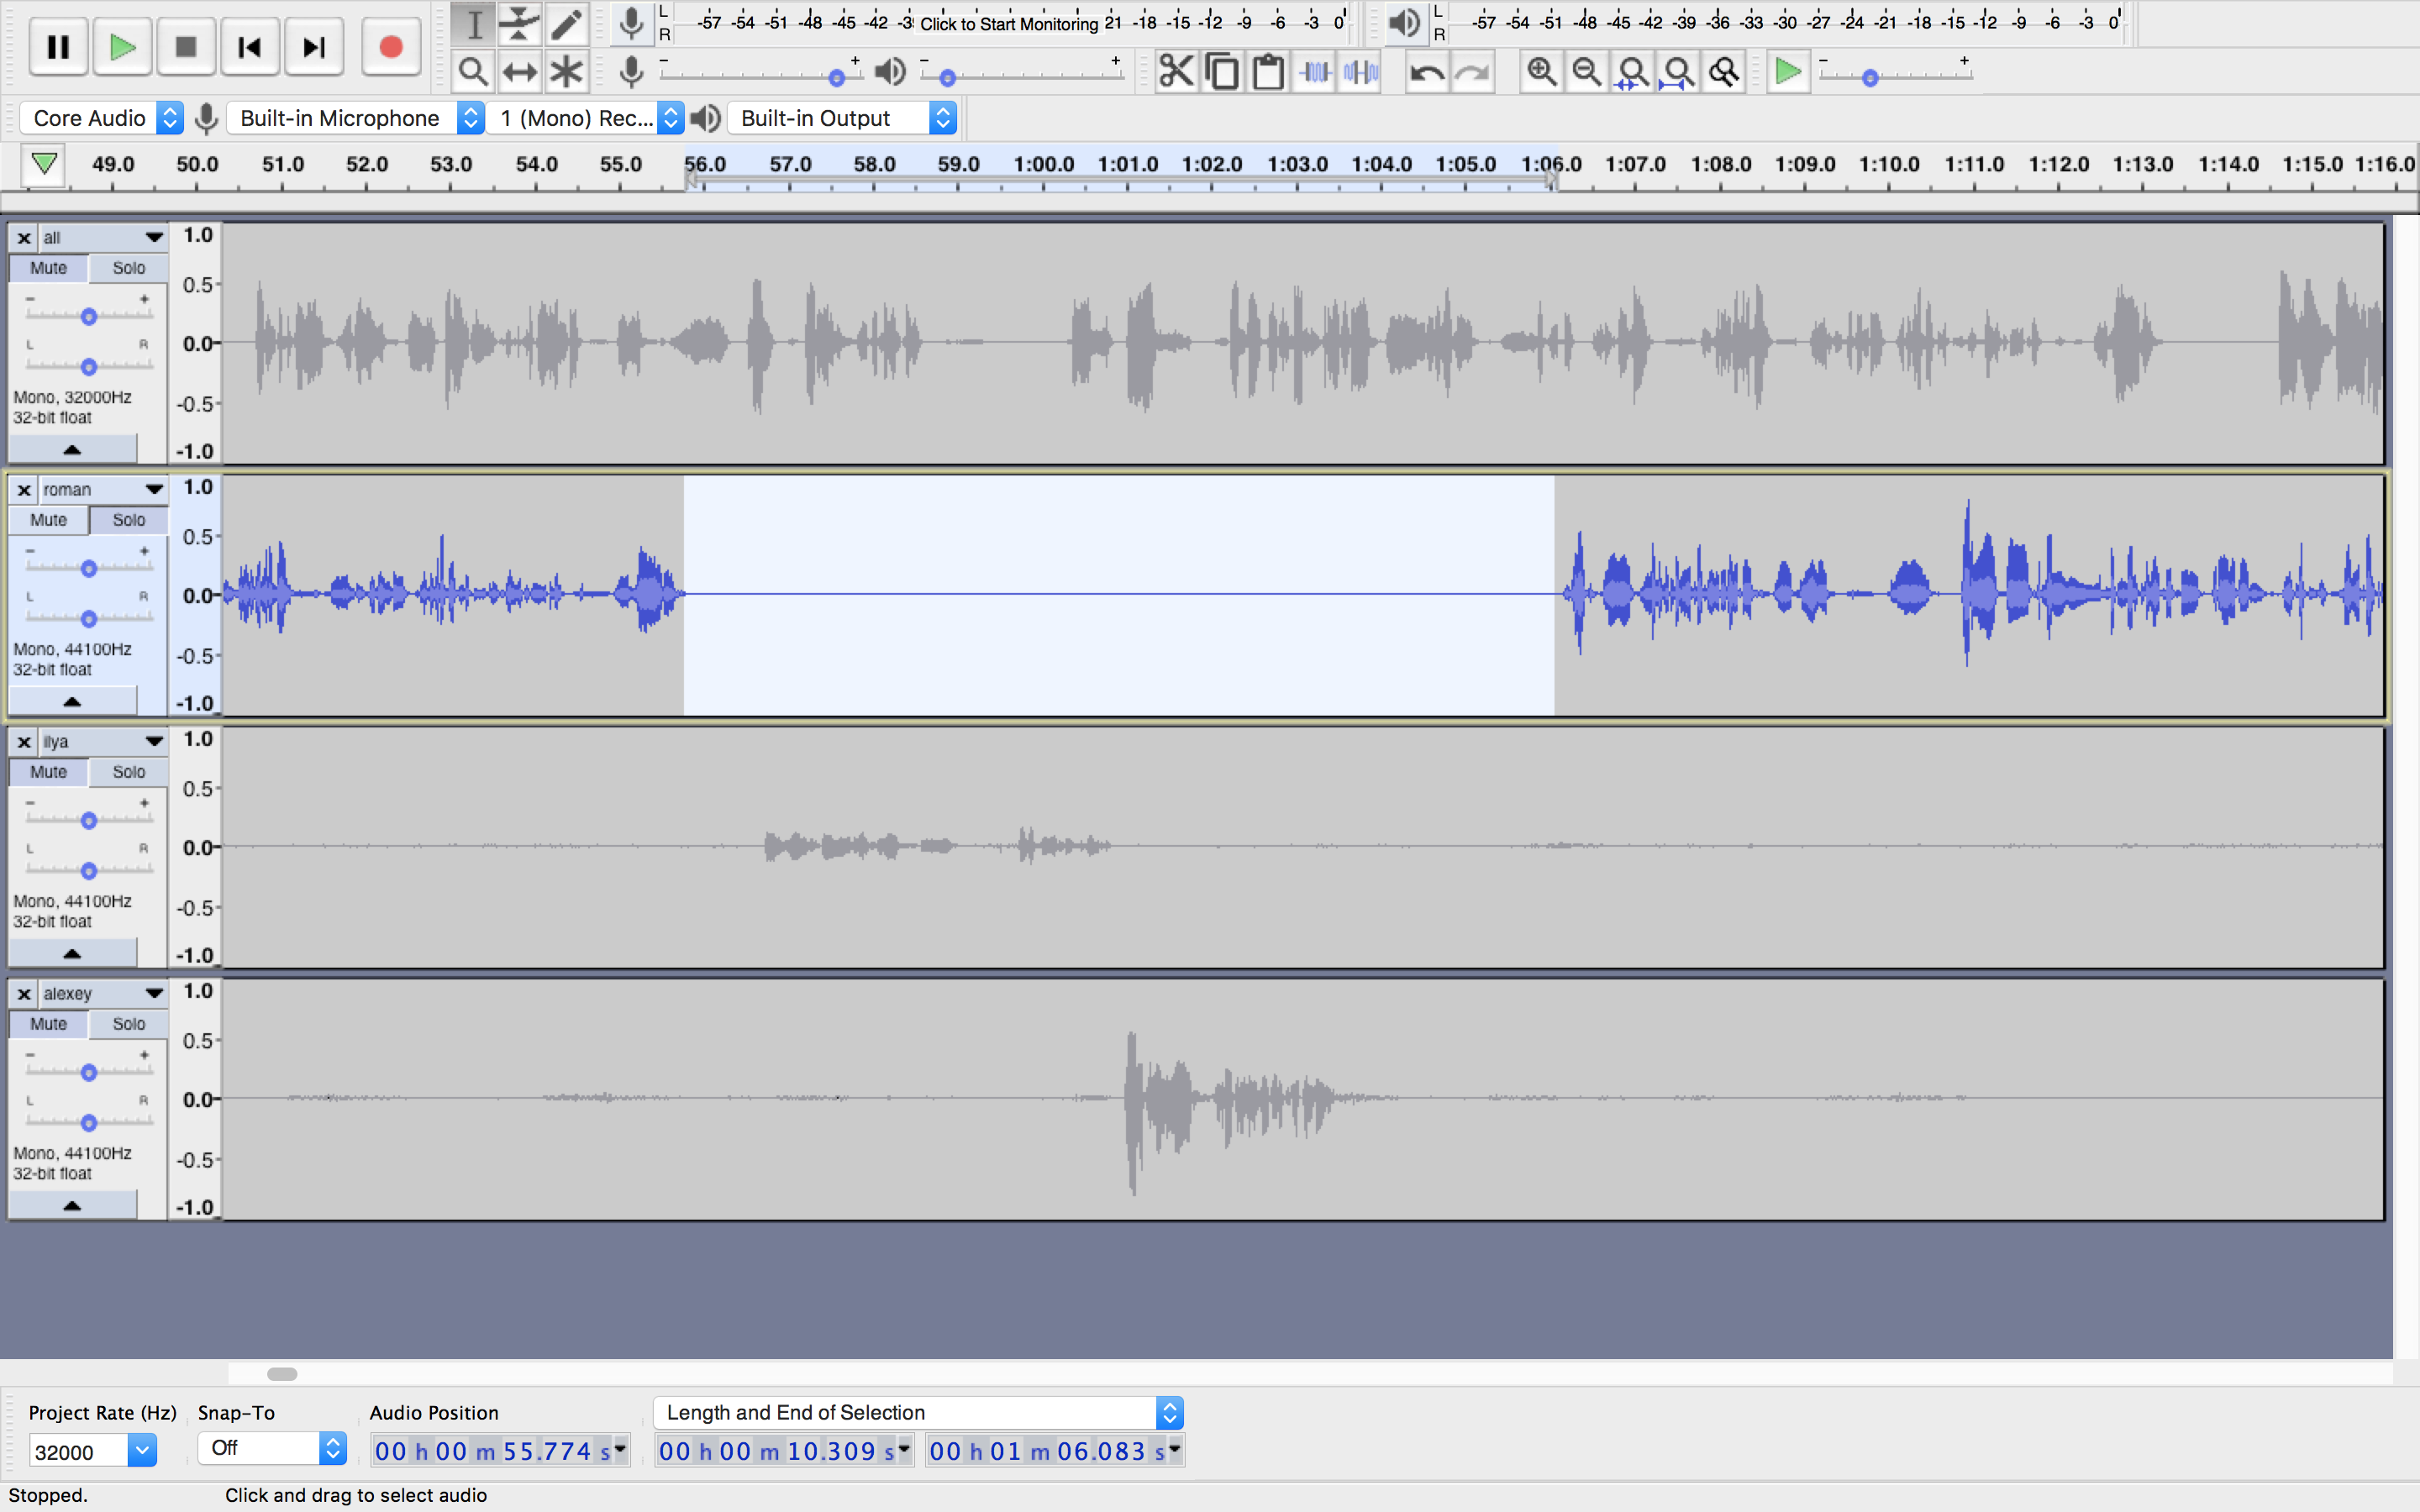 L
R
-57 -54 -51 -48 -45 -42 -3 Click to Start Monitoring 21 -18 -15 -12 -9 -6 -3 0
L
R
-57 -54 -51 -48 -45 -42 -39 -36 -33 -30 -27 -24 -21 -18 -15 -12 -9 -6 -3 0
- + - + - +
Core Audio Built-in Microphone 1 (Mono) Rec... Built-in Output
49.0 50.0 51.0 52.0 53.0 54.0 55.0 56.0 57.0 58.0 59.0 1:00.0 1:01.0 1:02.0 1:03.0 1:04.0 1:05.0 1:06.0 1:07.0 1:08.0 1:09.0 1:10.0 1:11.0 1:12.0 1:13.0 1:14.0 1:15.0 1:16.0
x all 1.0
Mute Solo
- + 0.5
L R 0.0
Mono, 32000Hz -0.5
32-bit float
-1.0
x roman 1.0
Mute Solo
- + 0.5
L R 0.0
Mono, 44100Hz -0.5
32-bit float
-1.0
x ilya 1.0
Mute Solo
- + 0.5
L R 0.0
Mono, 44100Hz -0.5
32-bit float
-1.0
x alexey 1.0
Mute Solo
- + 0.5
L R 0.0
Mono, 44100Hz -0.5
32-bit float
-1.0
Project Rate (Hz) Snap-To Audio Position Length and End of Selection
32000 Off 00 h 00 m 55.774 s 00 h 00 m 10.309 s 00 h 01 m 06.083 s
Stopped. Click and drag to select audio